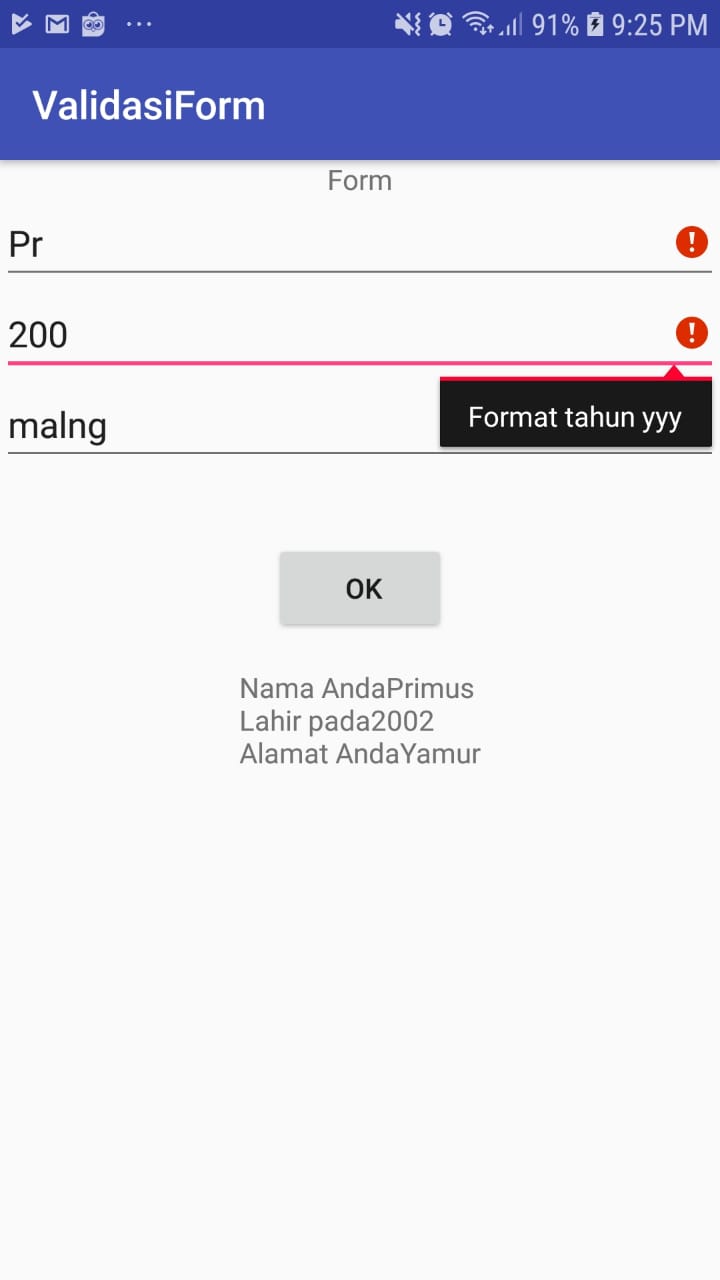 91% 9:25 PM
ValidasiForm
Form
Pr
200
Format tahun yyy
malng
OK
Nama AndaPrimus
Lahir pada2002
Alamat AndaYamur